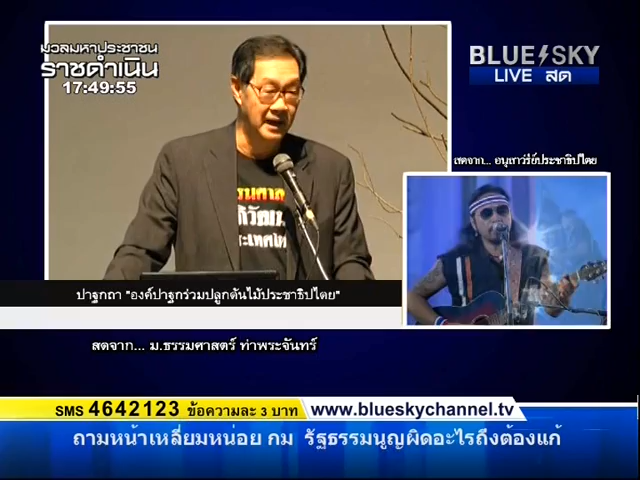 มวลมหาประชาชน
ราชดำเนิน
17:49:55
BLUE SKY
LIVE สด
สดจาก... อนุสาวรีย์ประชาธิปไตย
ปาฐกถา "องค์ปาฐกร่วมปลูกต้นไม้ประชาธิปไตย"
สดจาก... ม.ธรรมศาสตร์ ท่าพระจันทร์
SMS 4642123 ข้อความละ 3 บาท www.blueskychannel.tv
ถามหน้าเหลี่ยมหน่อย กม รัฐธรรมนูญผิดอะไรถึงต้องแก้